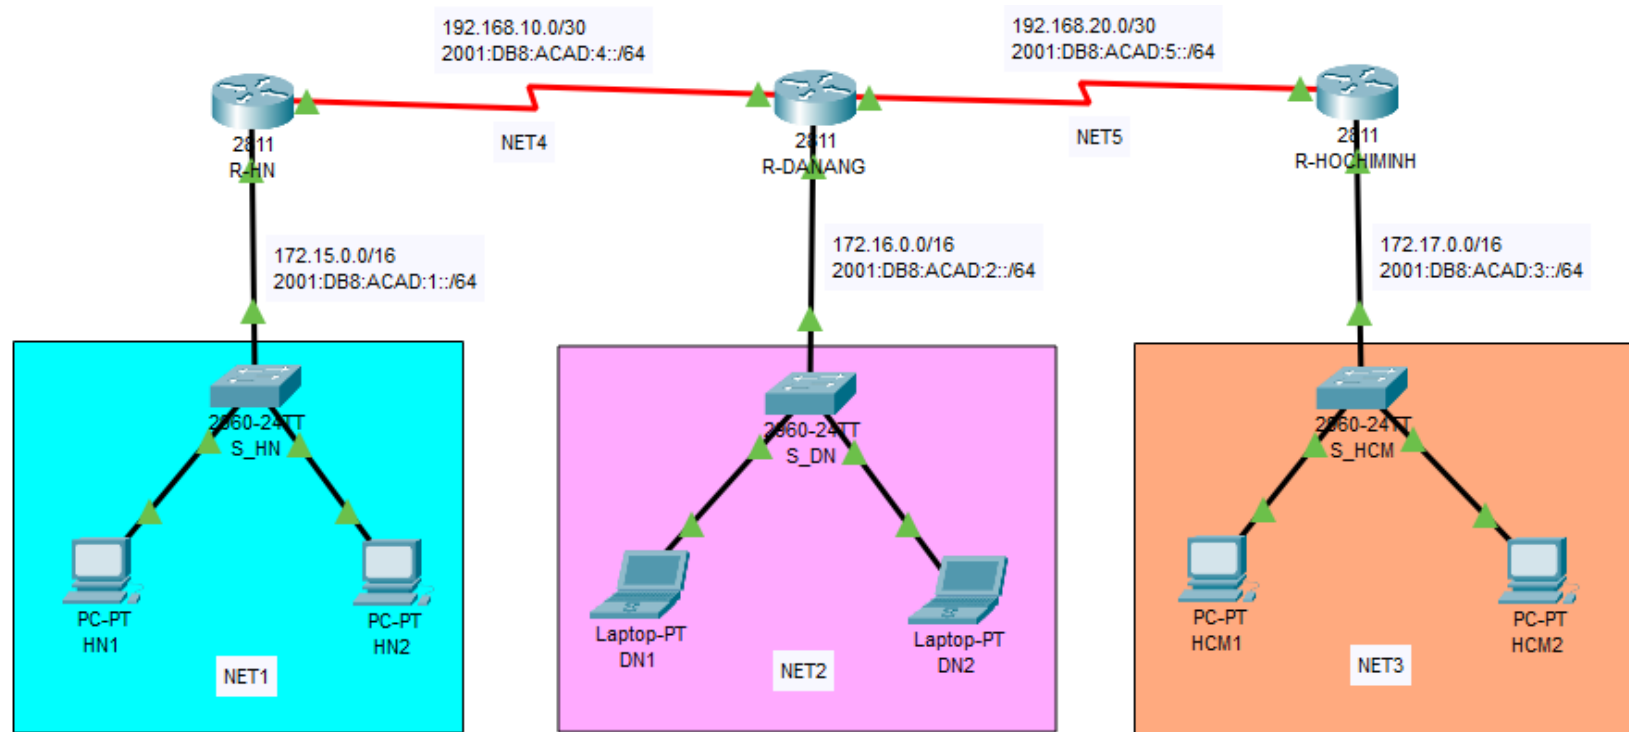 192.168.10.0/30
2001:DB8:ACAD:4::/64
192.168.20.0/30
2001:DB8:ACAD:5::/64
2811
R-HN
NET4
2811
R-DANANG
NET5
2811
R-HOCHIMINH
172.15.0.0/16
2001:DB8:ACAD:1::/64
172.16.0.0/16
2001:DB8:ACAD:2::/64
172.17.0.0/16
2001:DB8:ACAD:3::/64
2960-24TT
S_HN
2960-24TT
S_DN
2960-24TT
S_HCM
PC-PT
HN1
PC-PT
HN2
Laptop-PT
DN1
Laptop-PT
DN2
PC-PT
HCM1
PC-PT
HCM2
NET1
NET2
NET3